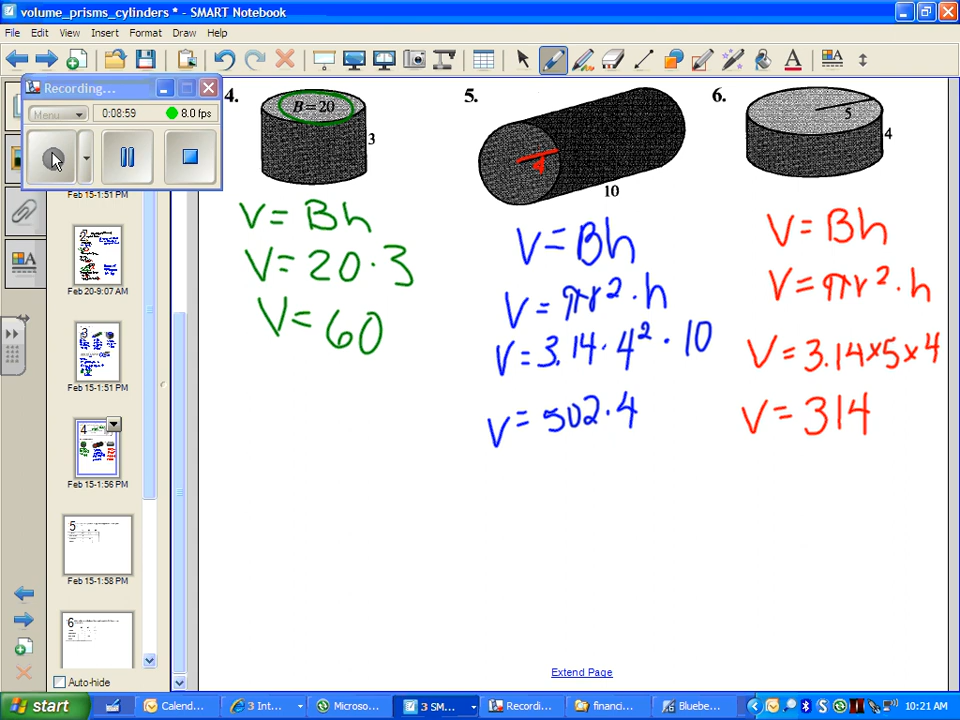 volume_prisms_cylinders * - SMART Notebook
File Edit View Insert Format Draw Help
Recording...
Menu 0:08:59 8.0 fps
Feb 15-1:51 PM
Feb 20-9:07 AM
3
Feb 15-1:51 PM
4
Feb 15-1:56 PM
5
Feb 15-1:58 PM
6
Auto-hide
4.
B = 20
3
V = Bh
V = 20 · 3
V = 60
5.
4
10
V = Bh
V = πr² · h
V = 3.14 · 4² · 10
V = 502.4
6.
5
4
V = Bh
V = πr² · h
V = 3.14 x 5 x 4
V = 314
Extend Page
start Calend... 3 Int... Microso... 3 SM... Recordi... financi... Bluebe... 10:21 AM